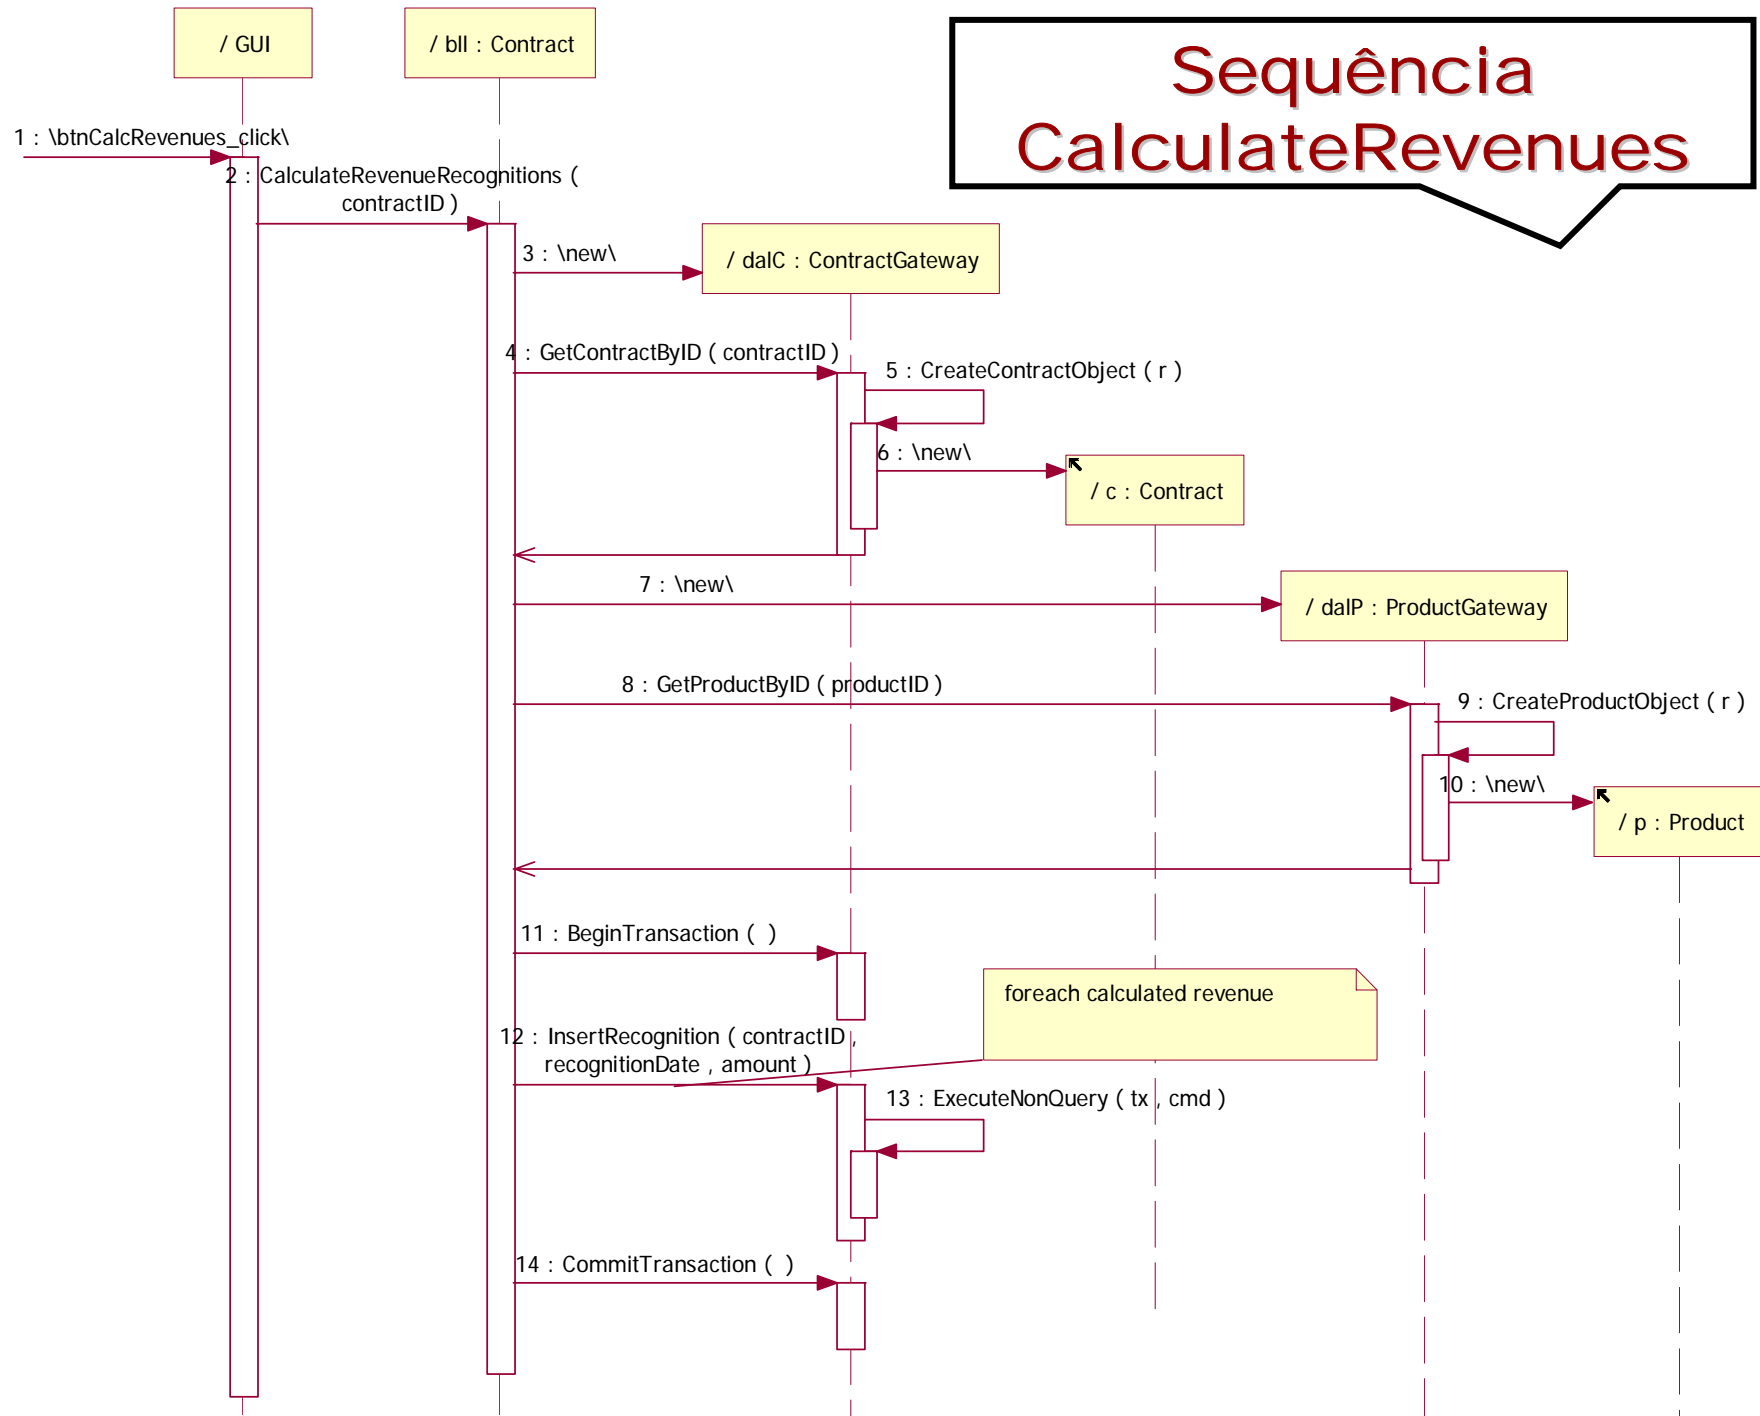 / GUI
/ bll : Contract
Sequência
CalculateRevenues
1 : \btnCalcRevenues_click\
2 : CalculateRevenueRecognitions (
contractID )
3 : \new\
/ dalC : ContractGateway
4 : GetContractByID ( contractID )
5 : CreateContractObject ( r )
6 : \new\
/ c : Contract
7 : \new\
/ dalP : ProductGateway
8 : GetProductByID ( productID )
9 : CreateProductObject ( r )
10 : \new\
/ p : Product
11 : BeginTransaction (  )
foreach calculated revenue
12 : InsertRecognition ( contractID ,
recognitionDate , amount )
13 : ExecuteNonQuery ( tx , cmd )
14 : CommitTransaction (  )